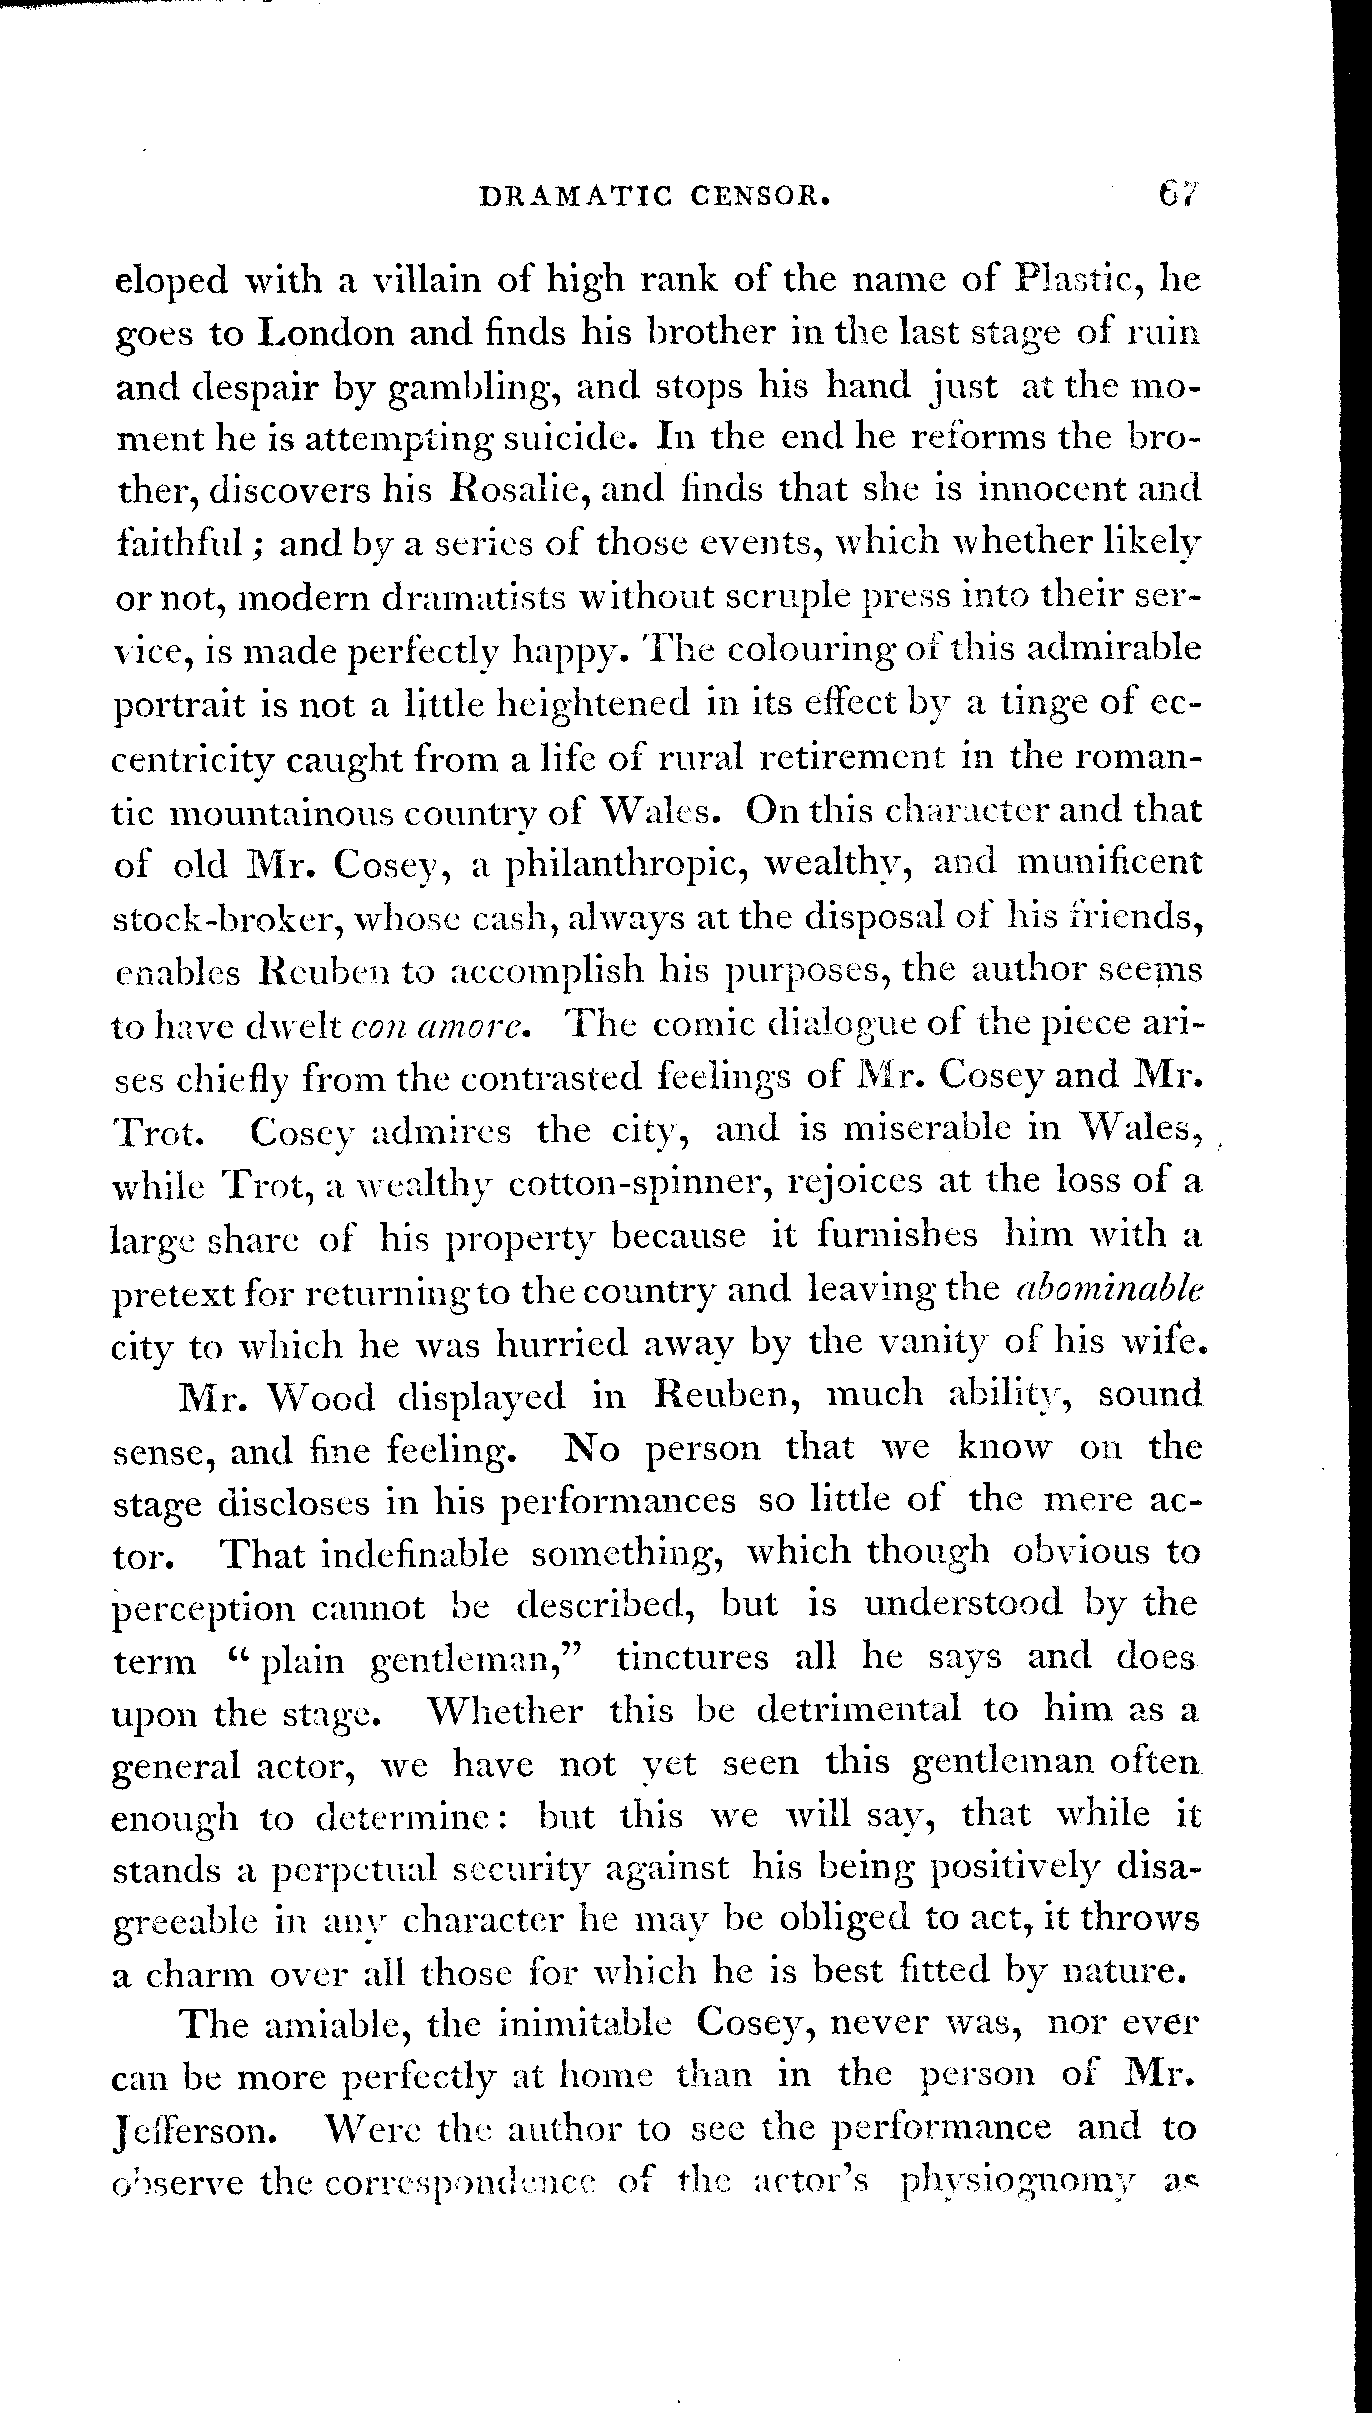 DRAMATIC CENSOR. 67
eloped with a villain of high rank of the name of Plastic, he
goes to London and finds his brother in the last stage of ruin
and despair by gambling, and stops his hand just at the mo-
ment he is attempting suicide. In the end he reforms the bro-
ther, discovers his Rosalie, and finds that she is innocent and
faithful; and by a series of those events, which whether likely
or not, modern dramatists without scruple press into their ser-
vice, is made perfectly happy. The colouring of this admirable
portrait is not a little heightened in its effect by a tinge of ec-
centricity caught from a life of rural retirement in the roman-
tic mountainous country of Wales. On this character and that
of old Mr. Cosey, a philanthropic, wealthy, and munificent
stock-broker, whose cash, always at the disposal of his friends,
enables Reuben to accomplish his purposes, the author seems
to have dwelt con amore. The comic dialogue of the piece ari-
ses chiefly from the contrasted feelings of Mr. Cosey and Mr.
Trot. Cosey admires the city, and is miserable in Wales,
while Trot, a wealthy cotton-spinner, rejoices at the loss of a
large share of his property because it furnishes him with a
pretext for returning to the country and leaving the abominable
city to which he was hurried away by the vanity of his wife.
Mr. Wood displayed in Reuben, much ability, sound
sense, and fine feeling. No person that we know on the
stage discloses in his performances so little of the mere ac-
tor. That indefinable something, which though obvious to
perception cannot be described, but is understood by the
term “plain gentleman,” tinctures all he says and does
upon the stage. Whether this be detrimental to him as a
general actor, we have not yet seen this gentleman often
enough to determine: but this we will say, that while it
stands a perpetual security against his being positively disa-
greeable in any character he may be obliged to act, it throws
a charm over all those for which he is best fitted by nature.
The amiable, the inimitable Cosey, never was, nor ever
can be more perfectly at home than in the person of Mr.
Jefferson. Were the author to see the performance and to
observe the correspondence of the actor's physiognomy as